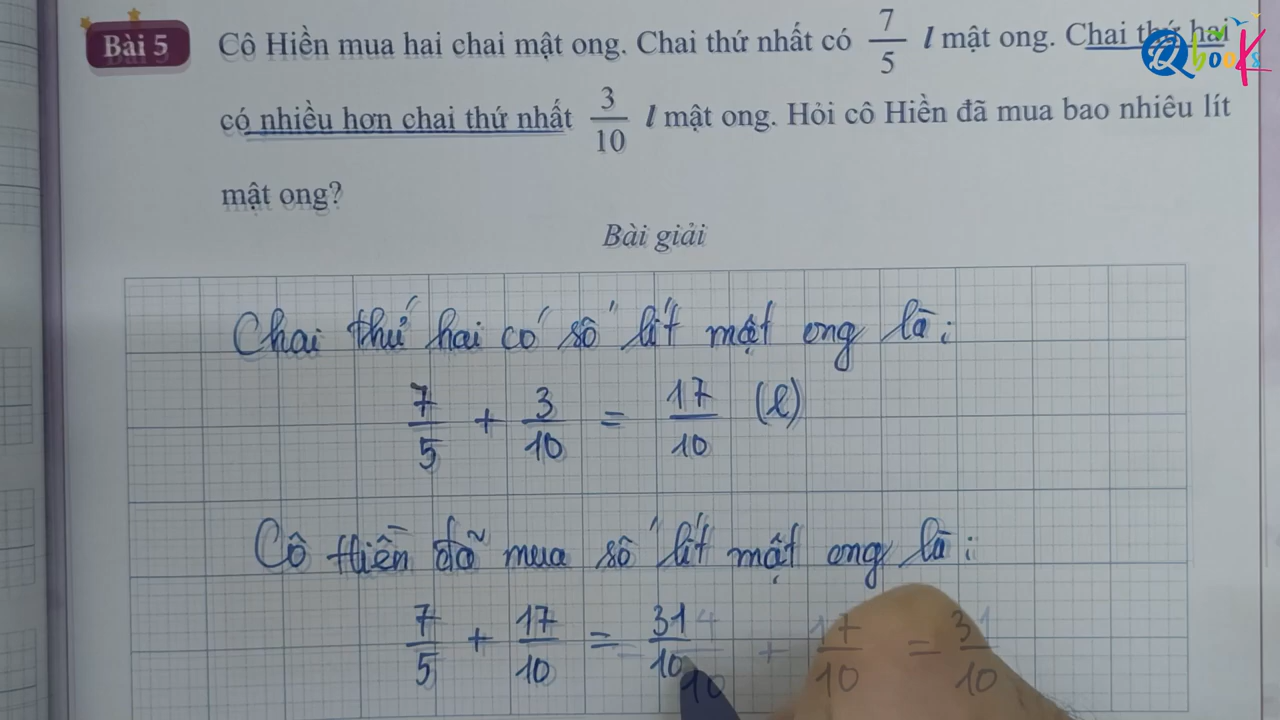 Bài 5 Cô Hiền mua hai chai mật ong. Chai thứ nhất có 7/5 l mật ong. Chai thứ hai
Qbooks
có nhiều hơn chai thứ nhất 3/10 l mật ong. Hỏi cô Hiền đã mua bao nhiêu lít
mật ong?
Bài giải
Chai thứ hai có số lít mật ong là:
7/5 + 3/10 = 17/10 (l)
Cô Hiền đã mua số lít mật ong là:
7/5 + 17/10 = 31/10